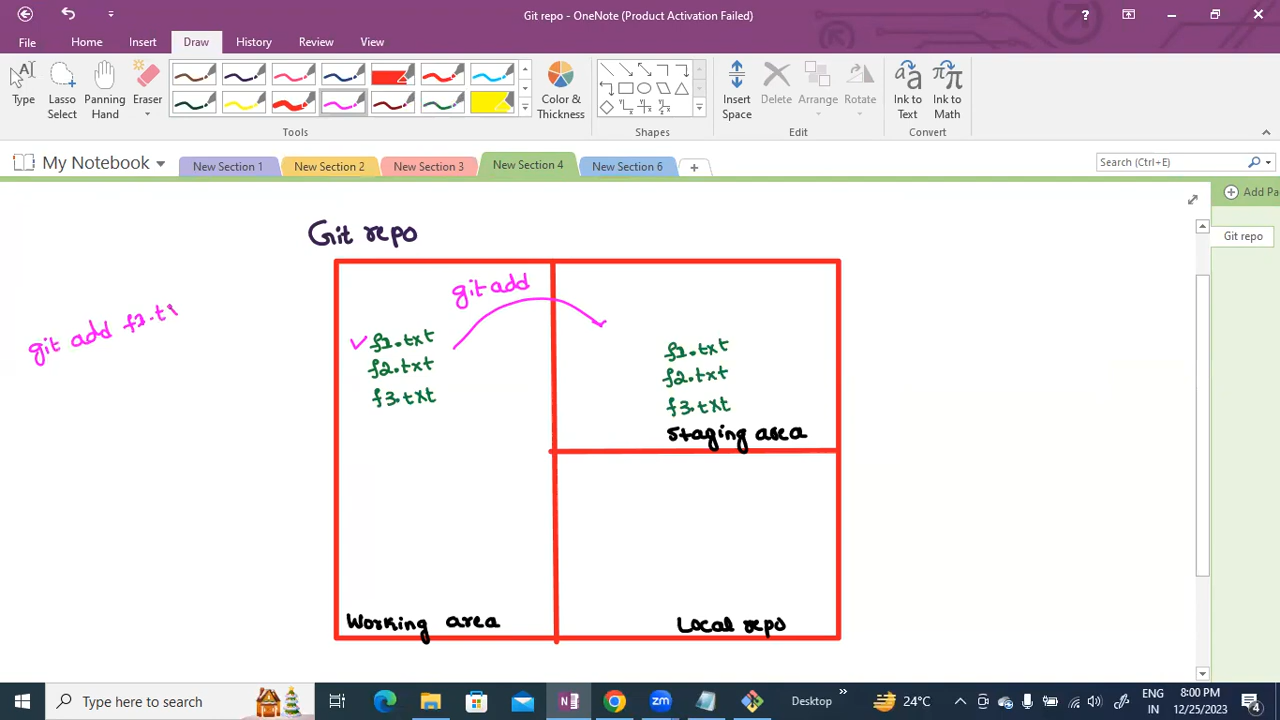 Git repo - OneNote (Product Activation Failed)
File Home Insert Draw History Review View
Type
Lasso Select
Panning Hand
Eraser
Color & Thickness
Insert Space
Delete
Arrange
Rotate
Ink to Text
Ink to Math
Tools
Shapes
Edit
Convert
My Notebook
New Section 1
New Section 2
New Section 3
New Section 4
New Section 6
Search (Ctrl+E)
Add Pa
Git repo
Git repo
git add
git add f1.t
f1.txt
f2.txt
f3.txt
f1.txt
f2.txt
f3.txt
Staging area
Working area
Local repo
Type here to search
Desktop
24°C
ENG
IN
8:00 PM
12/25/2023
4